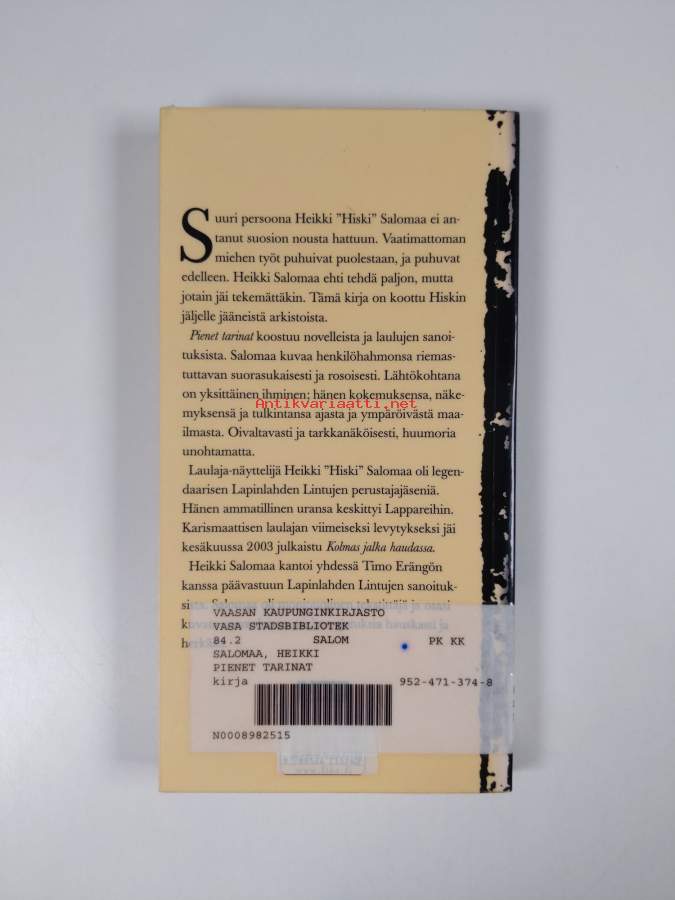 Suuri persoona Heikki ”Hiski” Salomaa ei an-
tanut suosion nousta hattuun. Vaatimattoman
miehen työt puhuivat puolestaan, ja puhuvat
edelleen. Heikki Salomaa ehti tehdä paljon, mutta
jotain jäi tekemättäkin. Tämä kirja on koottu Hiskin
jäljelle jääneistä arkistoista.
Pienet tarinat koostuu novelleista ja laulujen sanoi-
tuksista. Salomaa kuvaa henkilöhahmonsa riemas-
tuttavan suorasukaisesti ja rosoisesti. Lähtökohtana
on yksittäinen ihminen; hänen kokemuksensa, näke-
Antikvariaatti.net
myksensä ja tulkintansa ajasta ja ympäröivästä maa-
ilmasta. Oivaltavasti ja tarkkanäköisesti, huumoria
unohtamatta.
Laulaja-näyttelijä Heikki ”Hiski” Salomaa oli legen-
daarisen Lapinlahden Lintujen perustajajäseniä.
Hänen ammatillinen uransa keskittyi Lappareihin.
Karismaattisen laulajan viimeiseksi levytykseksi jäi
kesäkuussa 2003 julkaistu Kolmas jalka haudassa.
Heikki Salomaa kantoi yhdessä Timo Erängön
kanssa päävastuun Lapinlahden Lintujen sanoituk-
VAASAN KAUPUNGINKIRJASTO
VASA STADSBIBLIOTEK
84.2 SALOM PK KK
SALOMAA, HEIKKI
PIENET TARINAT
kirja 952-471-374-8
N0008982515